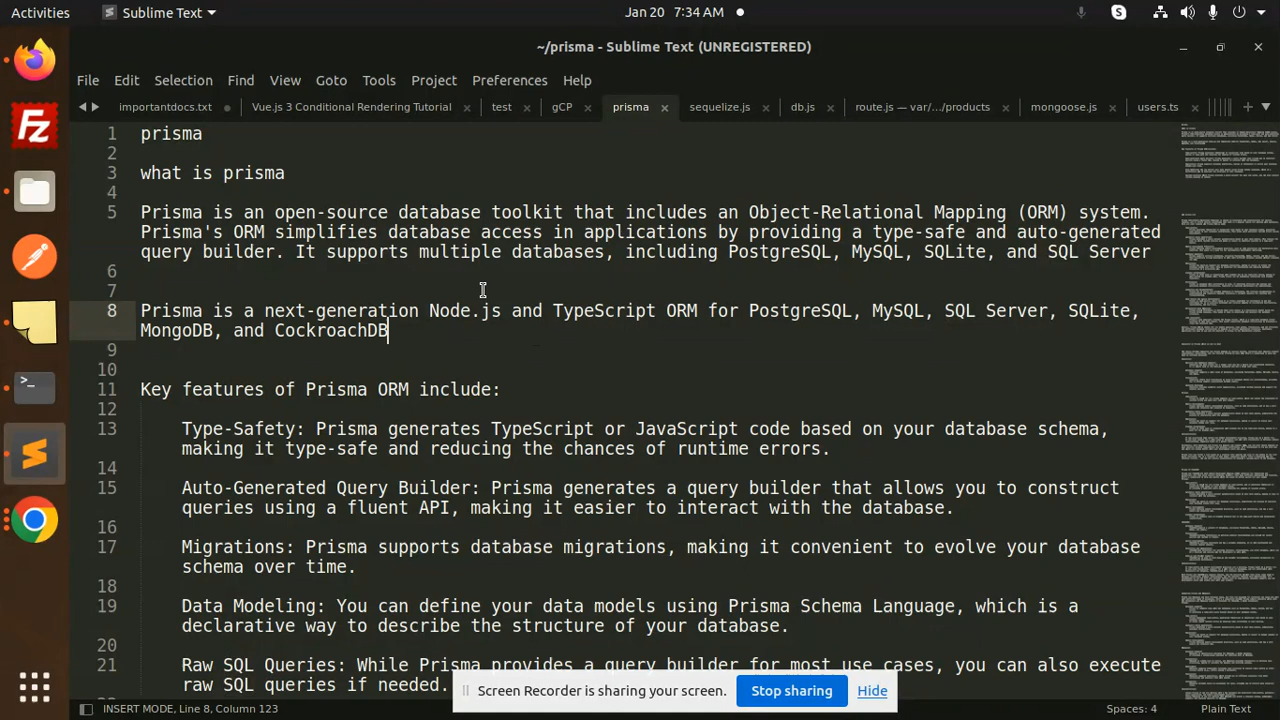 Activities Sublime Text Jan 20 7:34 AM
~/prisma - Sublime Text (UNREGISTERED)
File Edit Selection Find View Goto Tools Project Preferences Help
importantdocs.txt Vue.js 3 Conditional Rendering Tutorial test gCP prisma sequelize.js db.js route.js — var/.../products mongoose.js users.ts
1 prisma
2
3 what is prisma
4
5 Prisma is an open-source database toolkit that includes an Object-Relational Mapping (ORM) system.
Prisma's ORM simplifies database access in applications by providing a type-safe and auto-generated
query builder. It supports multiple databases, including PostgreSQL, MySQL, SQLite, and SQL Server
6
7
8 Prisma is a next-generation Node.js and TypeScript ORM for PostgreSQL, MySQL, SQL Server, SQLite,
MongoDB, and CockroachDB
9
10
11 Key features of Prisma ORM include:
12
13 Type-Safety: Prisma generates TypeScript or JavaScript code based on your database schema,
making it type-safe and reducing the chances of runtime errors.
14
15 Auto-Generated Query Builder: Prisma generates a query builder that allows you to construct
queries using a fluent API, making it easier to interact with the database.
16
17 Migrations: Prisma supports database migrations, making it convenient to evolve your database
schema over time.
18
19 Data Modeling: You can define your data models using Prisma Schema Language, which is a
declarative way to describe the structure of your database.
20
21 Raw SQL Queries: While Prisma provides a query builder for most use cases, you can also execute
raw SQL queries if needed.
Screen Recorder is sharing your screen. Stop sharing Hide
INSERT MODE, Line 8, Column 123 Spaces: 4 Plain Text